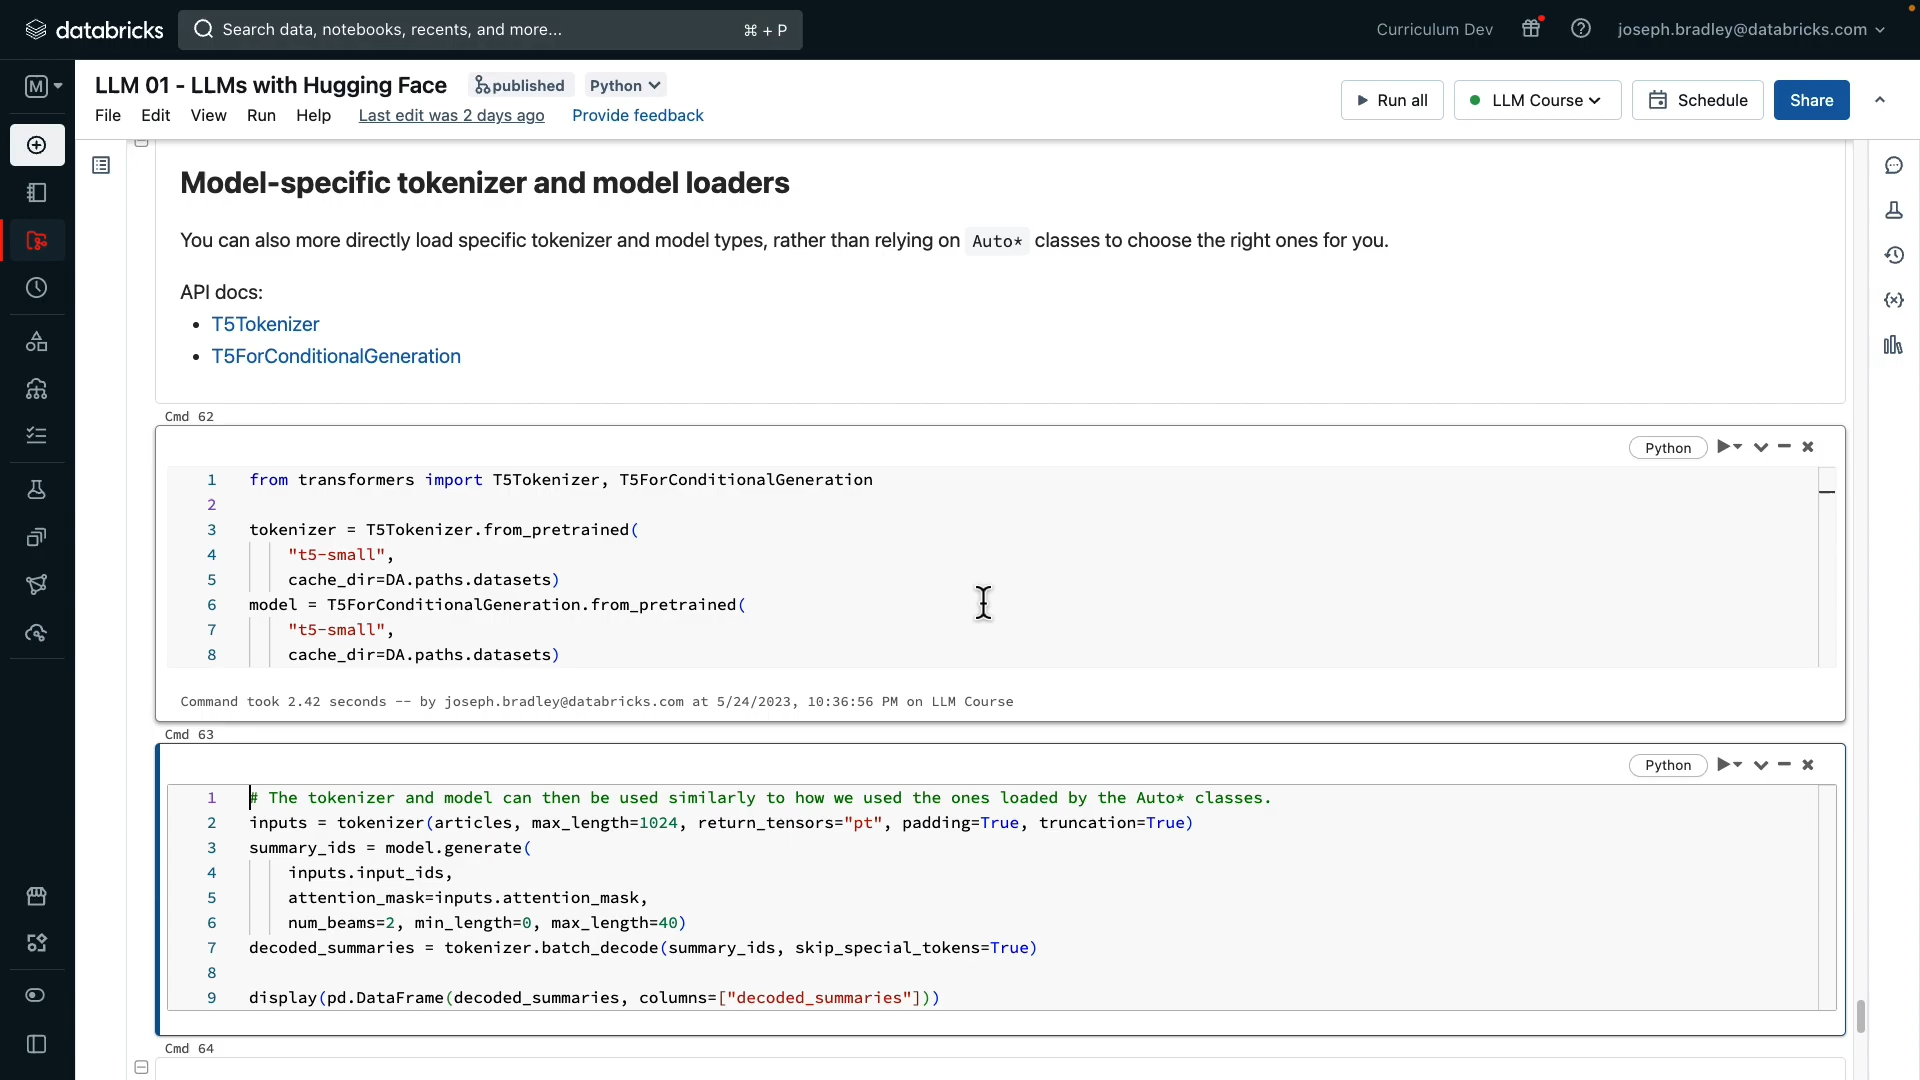 databricks
Search data, notebooks, recents, and more...
⌘ + P
Curriculum Dev
joseph.bradley@databricks.com
M
LLM 01 - LLMs with Hugging Face
published
Python
File Edit View Run Help Last edit was 2 days ago Provide feedback
Run all
LLM Course
Schedule
Share
Model-specific tokenizer and model loaders
You can also more directly load specific tokenizer and model types, rather than relying on Auto* classes to choose the right ones for you.
API docs:
• T5Tokenizer
• T5ForConditionalGeneration
Cmd 62
Python
1 from transformers import T5Tokenizer, T5ForConditionalGeneration
2
3 tokenizer = T5Tokenizer.from_pretrained(
4 "t5-small",
5 cache_dir=DA.paths.datasets)
6 model = T5ForConditionalGeneration.from_pretrained(
7 "t5-small",
8 cache_dir=DA.paths.datasets)
Command took 2.42 seconds -- by joseph.bradley@databricks.com at 5/24/2023, 10:36:56 PM on LLM Course
Cmd 63
Python
1 # The tokenizer and model can then be used similarly to how we used the ones loaded by the Auto* classes.
2 inputs = tokenizer(articles, max_length=1024, return_tensors="pt", padding=True, truncation=True)
3 summary_ids = model.generate(
4 inputs.input_ids,
5 attention_mask=inputs.attention_mask,
6 num_beams=2, min_length=0, max_length=40)
7 decoded_summaries = tokenizer.batch_decode(summary_ids, skip_special_tokens=True)
8
9 display(pd.DataFrame(decoded_summaries, columns=["decoded_summaries"]))
Cmd 64